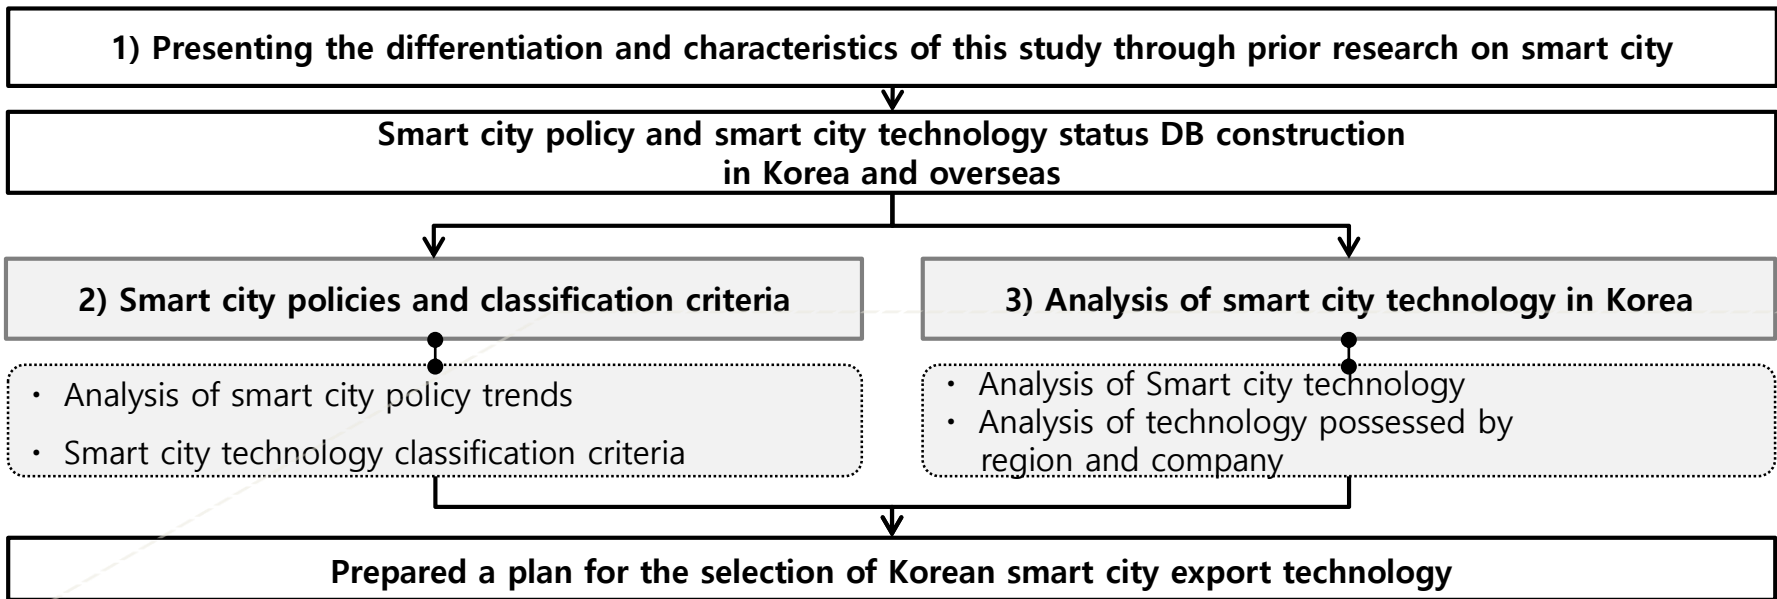 1) Presenting the differentiation and characteristics of this study through prior research on smart city
Smart city policy and smart city technology status DB construction
in Korea and overseas
2) Smart city policies and classification criteria
3) Analysis of smart city technology in Korea
· Analysis of smart city policy trends
· Smart city technology classification criteria
· Analysis of Smart city technology
· Analysis of technology possessed by
region and company
Prepared a plan for the selection of Korean smart city export technology